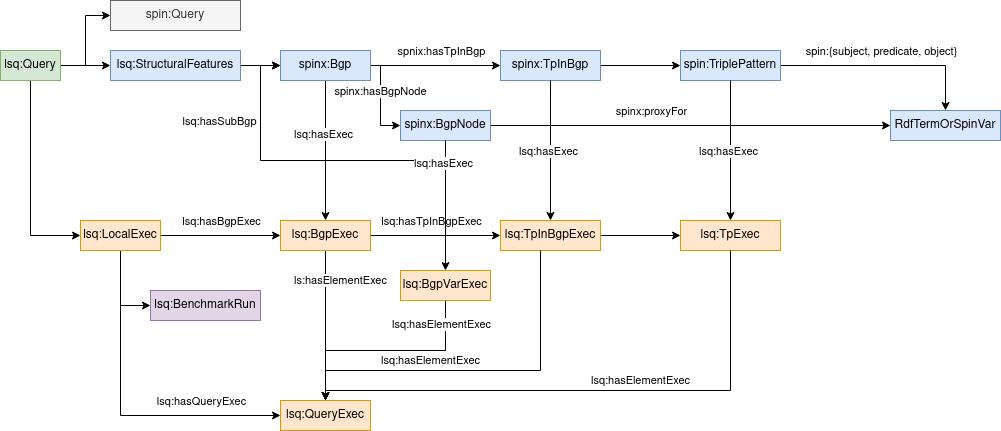 spin:Query
spnix:hasTpInBgp
spin:{subject, predicate, object}
lsq:Query
lsq:StructuralFeatures
spinx:Bgp
spinx:TpInBgp
spin:TriplePattern
spinx:hasBgpNode
lsq:hasSubBgp
spinx:BgpNode
spinx:proxyFor
RdfTermOrSpinVar
lsq:hasExec
lsq:hasExec
lsq:hasExec
lsq:hasExec
lsq:hasBgpExec
lsq:hasTpInBgpExec
lsq:LocalExec
lsq:BgpExec
lsq:TpInBgpExec
lsq:TpExec
ls:hasElementExec
lsq:BgpVarExec
lsq:BenchmarkRun
lsq:hasElementExec
lsq:hasElementExec
lsq:hasElementExec
lsq:hasQueryExec
lsq:QueryExec